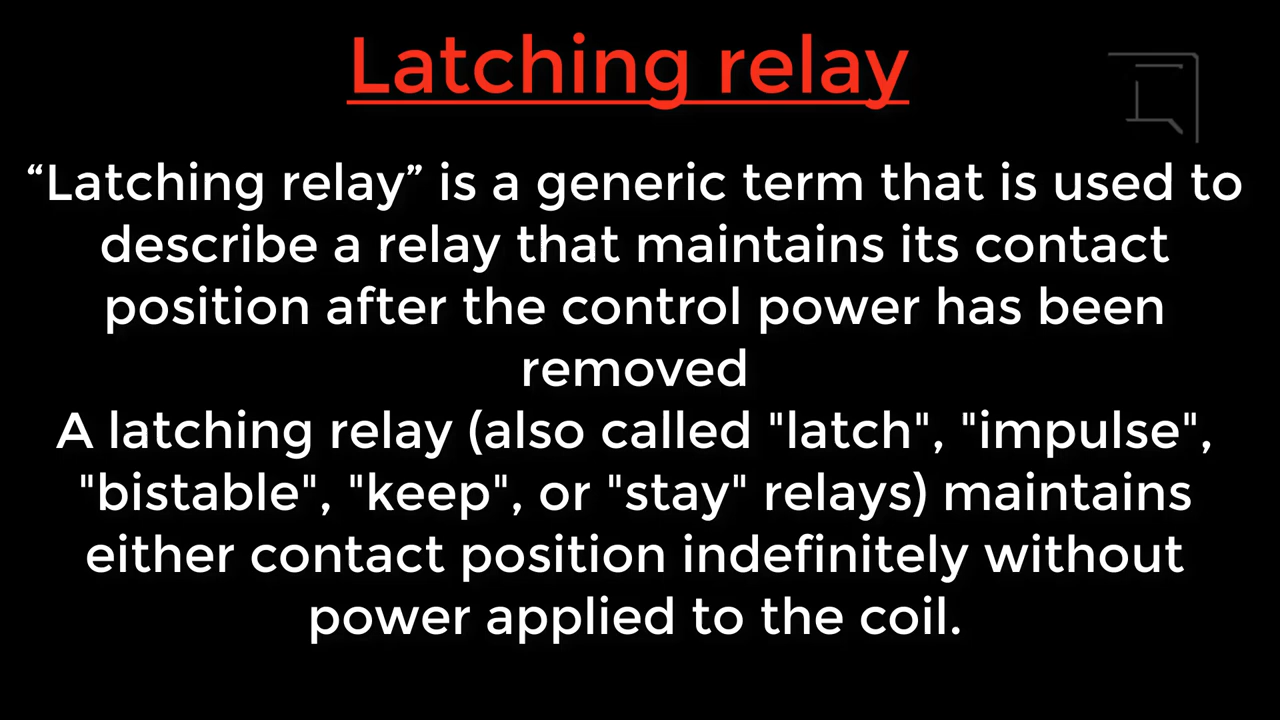 Latching relay
“Latching relay” is a generic term that is used to
describe a relay that maintains its contact
position after the control power has been
removed
A latching relay (also called "latch", "impulse",
"bistable", "keep", or "stay" relays) maintains
either contact position indefinitely without
power applied to the coil.